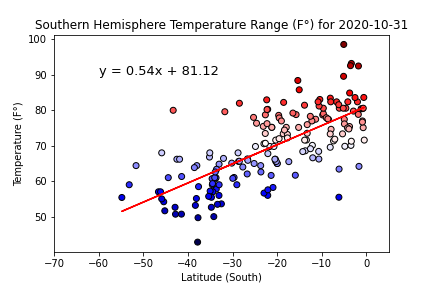 Southern Hemisphere Temperature Range (F°) for 2020-10-31
100
y = 0.54x + 81.12
90
80
Temperature (F°)
70
60
50
−70 −60 −50 −40 −30 −20 −10 0
Latitude (South)